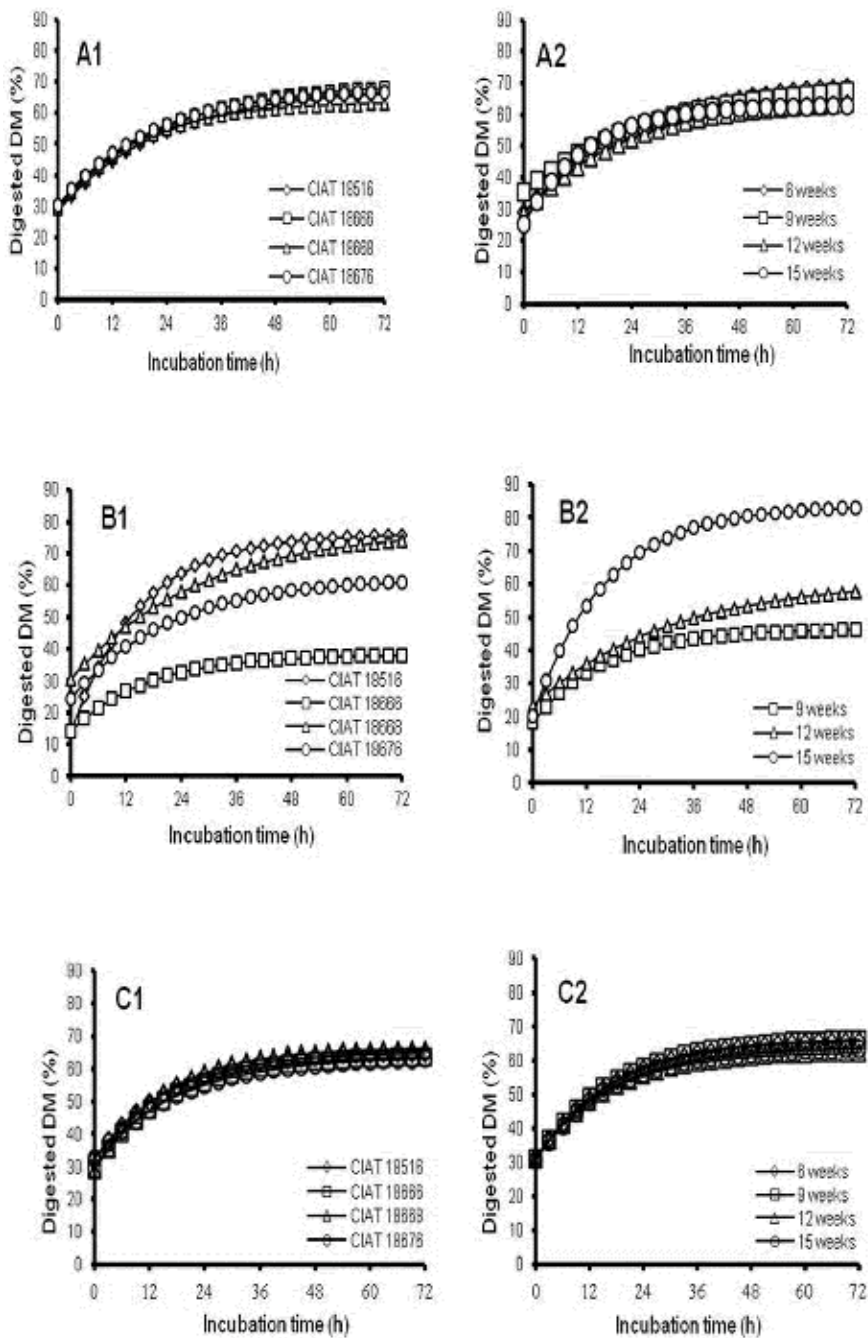 A1
Digested DM (%)
90
80
70
60
50
40
30
20
10
0
0 12 24 36 48 60 72
Incubation time (h)
CIAT 18516
CIAT 18666
CIAT 18668
CIAT 18676
A2
Digested DM (%)
90
80
70
60
50
40
30
20
10
0
0 12 24 36 48 60 72
Incubation time (h)
6 weeks
9 weeks
12 weeks
15 weeks
B1
Digested DM (%)
90
80
70
60
50
40
30
20
10
0
0 12 24 36 48 60 72
Incubation time (h)
CIAT 18516
CIAT 18666
CIAT 18668
CIAT 18676
B2
Digested DM (%)
90
80
70
60
50
40
30
20
10
0
0 12 24 36 48 60 72
Incubation time (h)
9 weeks
12 weeks
15 weeks
C1
Digested DM (%)
90
80
70
60
50
40
30
20
10
0
0 12 24 36 48 60 72
Incubation time (h)
CIAT 18516
CIAT 18666
CIAT 18668
CIAT 18676
C2
Digested DM (%)
90
80
70
60
50
40
30
20
10
0
0 12 24 36 48 60 72
Incubation time (h)
6 weeks
9 weeks
12 weeks
15 weeks